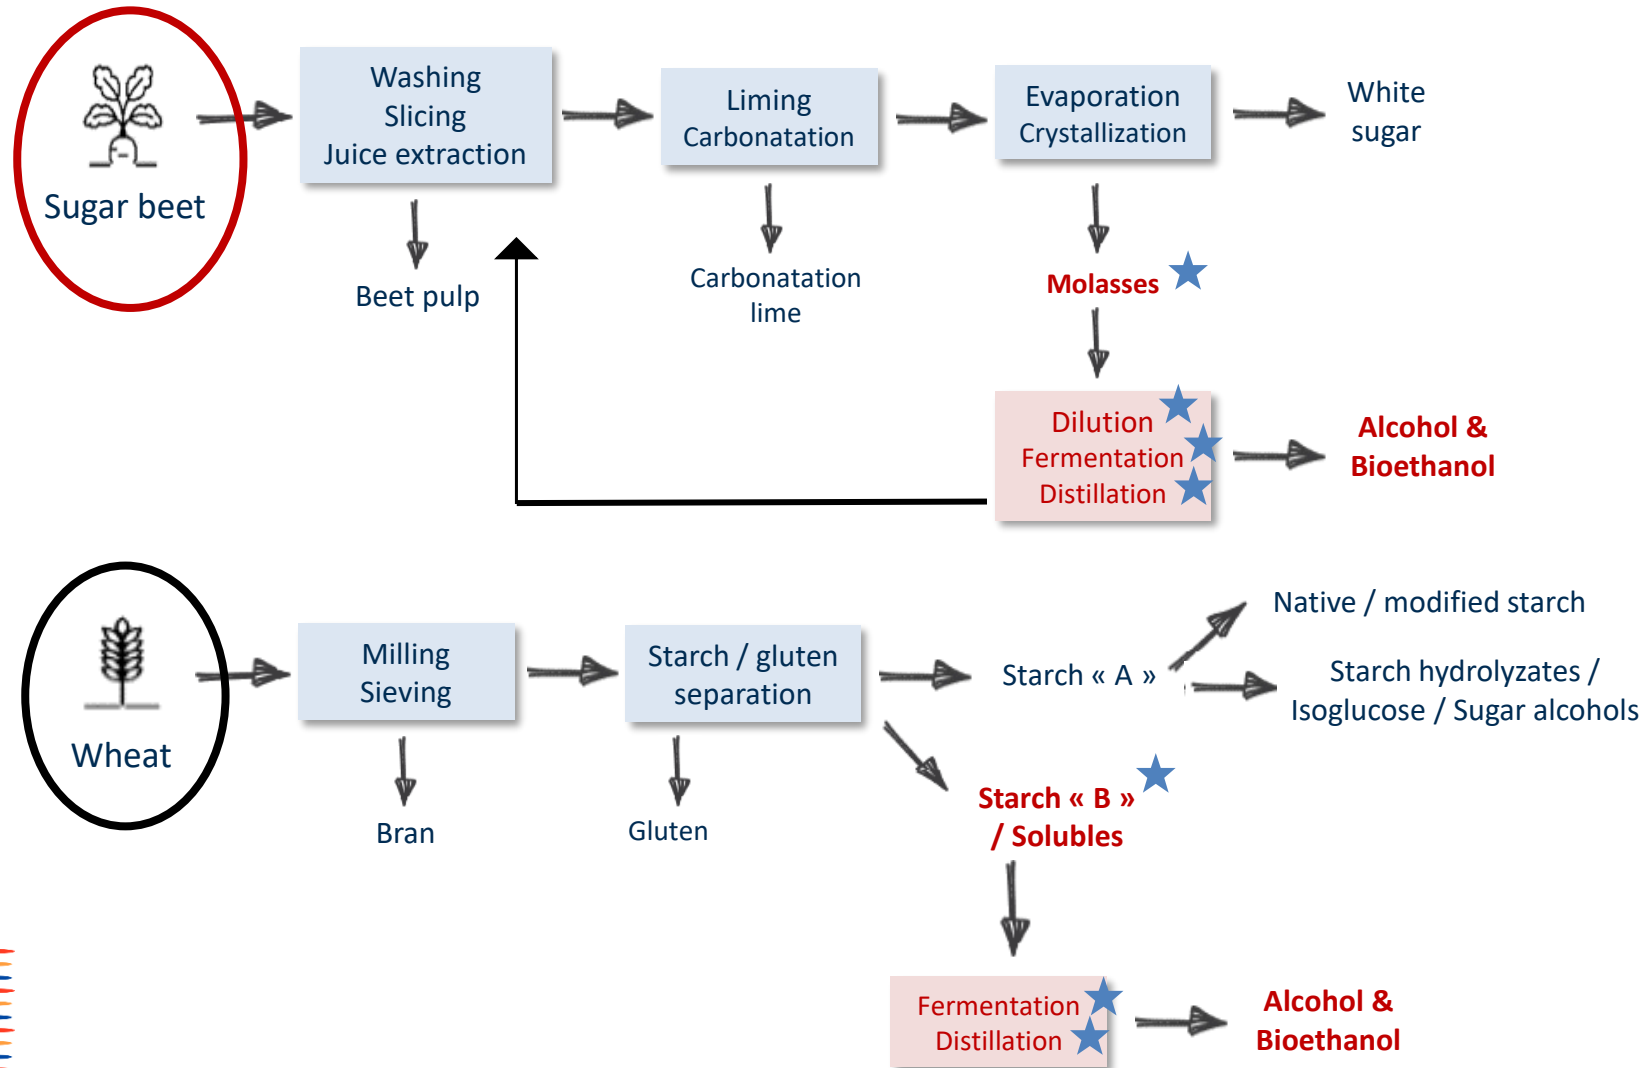 Sugar beet
Washing
Slicing
Juice extraction
Liming
Carbonatation
Evaporation
Crystallization
White
sugar
Beet pulp
Carbonatation
lime
Molasses
Dilution
Fermentation
Distillation
Alcohol &
Bioethanol
Wheat
Milling
Sieving
Starch / gluten
separation
Starch « A »
Native / modified starch
Starch hydrolyzates /
Isoglucose / Sugar alcohols
Bran
Gluten
Starch « B »
/ Solubles
Fermentation
Distillation
Alcohol &
Bioethanol